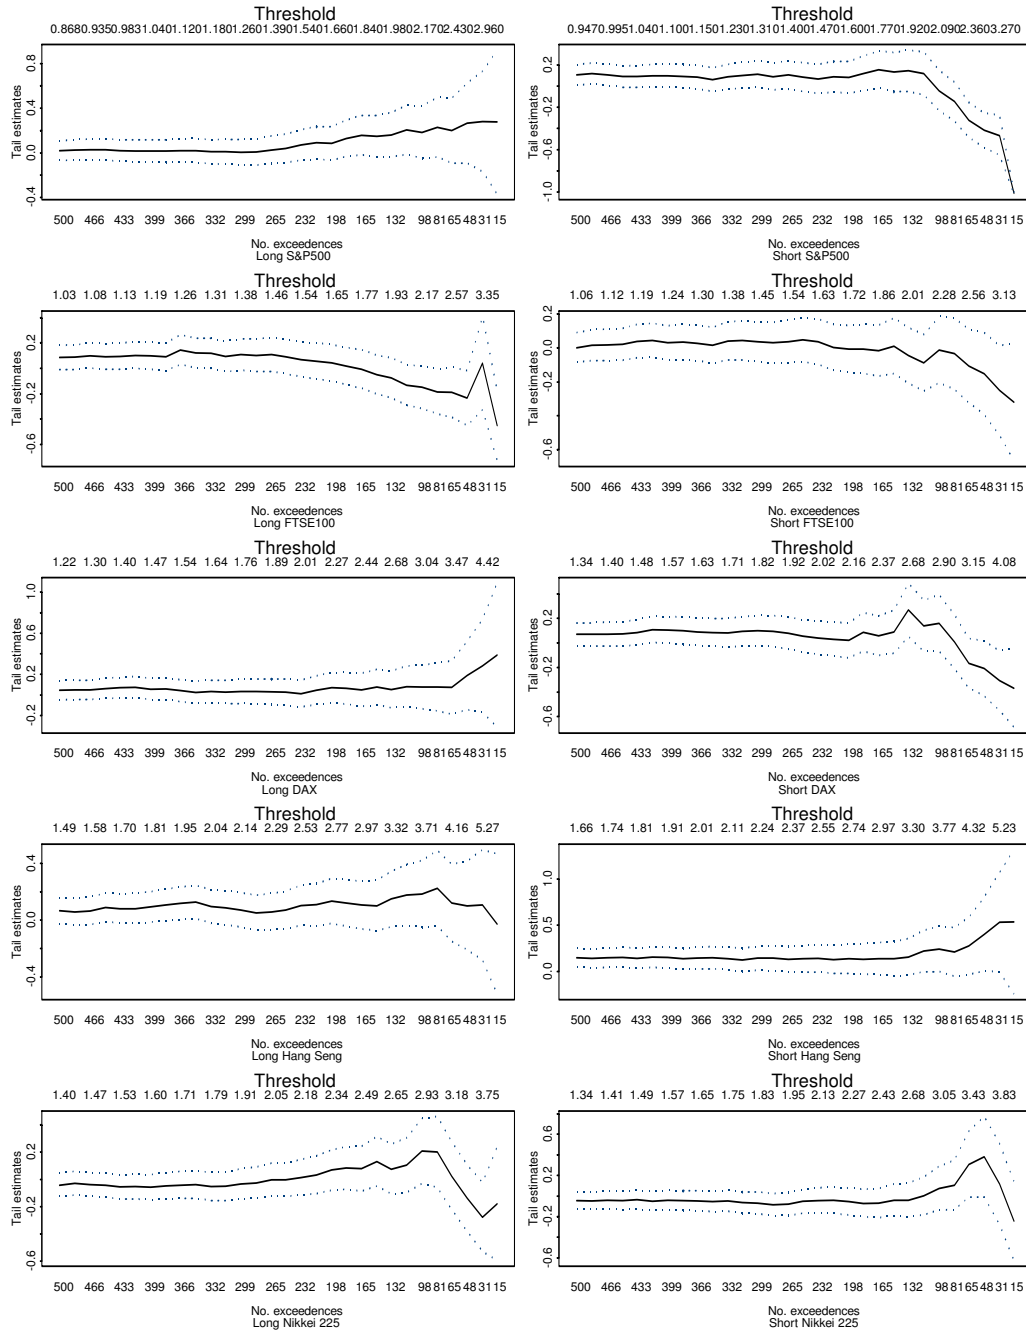 Threshold
0.8680.9350.9831.0401.1201.1801.2601.3901.5401.6601.8401.9802.1702.4302.960
Tail estimates
0.8
0.4
0.0
-0.4
500 466 433 399 366 332 299 265 232 198 165 132 98 81 65 48 31 15
No. exceedences
Long S&P500
Threshold
0.9470.9951.0401.1001.1501.2301.3101.4001.4701.6001.7701.9202.0902.3603.270
Tail estimates
0.2
-0.2
-0.6
-1.0
500 466 433 399 366 332 299 265 232 198 165 132 98 81 65 48 31 15
No. exceedences
Short S&P500
Threshold
1.03 1.08 1.13 1.19 1.26 1.31 1.38 1.46 1.54 1.65 1.77 1.93 2.17 2.57 3.35
Tail estimates
0.2
-0.2
-0.6
500 466 433 399 366 332 299 265 232 198 165 132 98 81 65 48 31 15
No. exceedences
Long FTSE100
Threshold
1.06 1.12 1.19 1.24 1.30 1.38 1.45 1.54 1.63 1.72 1.86 2.01 2.28 2.56 3.13
Tail estimates
0.2
0.0
-0.2
-0.6
500 466 433 399 366 332 299 265 232 198 165 132 98 81 65 48 31 15
No. exceedences
Short FTSE100
Threshold
1.22 1.30 1.40 1.47 1.54 1.64 1.76 1.89 2.01 2.27 2.44 2.68 3.04 3.47 4.42
Tail estimates
1.0
0.6
0.2
-0.2
500 466 433 399 366 332 299 265 232 198 165 132 98 81 65 48 31 15
No. exceedences
Long DAX
Threshold
1.34 1.40 1.48 1.57 1.63 1.71 1.82 1.92 2.02 2.16 2.37 2.68 2.90 3.15 4.08
Tail estimates
0.2
-0.2
-0.6
500 466 433 399 366 332 299 265 232 198 165 132 98 81 65 48 31 15
No. exceedences
Short DAX
Threshold
1.49 1.58 1.70 1.81 1.95 2.04 2.14 2.29 2.53 2.77 2.97 3.32 3.71 4.16 5.27
Tail estimates
0.4
0.0
-0.4
500 466 433 399 366 332 299 265 232 198 165 132 98 81 65 48 31 15
No. exceedences
Long Hang Seng
Threshold
1.66 1.74 1.81 1.91 2.01 2.11 2.24 2.37 2.55 2.74 2.97 3.30 3.77 4.32 5.23
Tail estimates
1.0
0.5
0.0
500 466 433 399 366 332 299 265 232 198 165 132 98 81 65 48 31 15
No. exceedences
Short Hang Seng
Threshold
1.40 1.47 1.53 1.60 1.71 1.79 1.91 2.05 2.18 2.34 2.49 2.65 2.93 3.18 3.75
Tail estimates
0.2
-0.2
-0.6
500 466 433 399 366 332 299 265 232 198 165 132 98 81 65 48 31 15
No. exceedences
Long Nikkei 225
Threshold
1.34 1.41 1.49 1.57 1.65 1.75 1.83 1.95 2.13 2.27 2.43 2.68 3.05 3.43 3.83
Tail estimates
0.6
0.2
-0.2
-0.6
500 466 433 399 366 332 299 265 232 198 165 132 98 81 65 48 31 15
No. exceedences
Short Nikkei 225